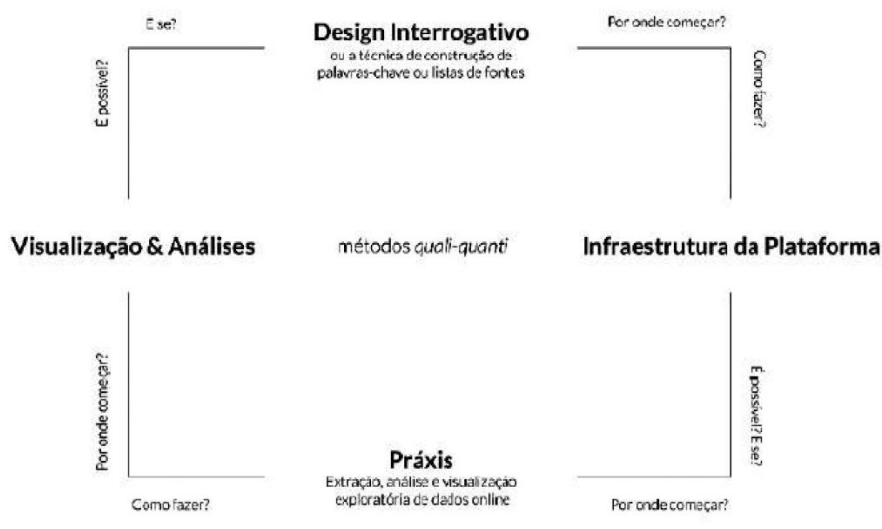 E se?
Design Interrogativo
ou a técnica de construção de
palavras-chave ou listas de fontes
Por onde começar?
É possível?
Como fazer?
Visualização & Análises
métodos quali-quanti
Infraestrutura da Plataforma
Por onde começar?
É possível? E se?
Práxis
Extração, análise e visualização
exploratória de dados online
Como fazer?
Por onde começar?